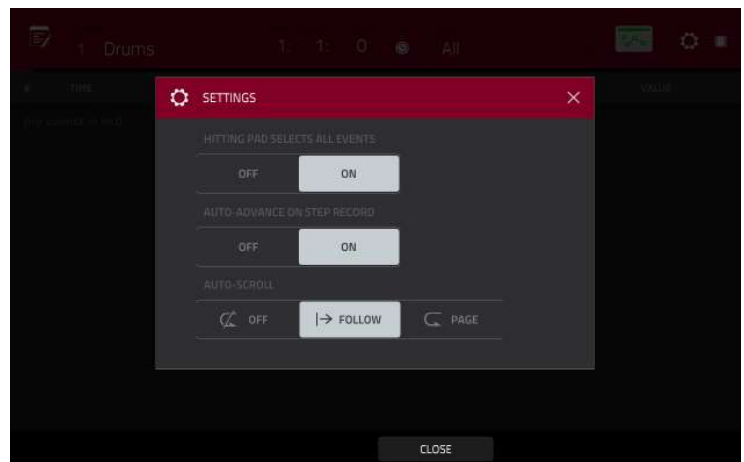 1 Drums 1: 1: 0 All
# TIME VALUE
SETTINGS
HITTING PAD SELECTS ALL EVENTS
OFF ON
AUTO-ADVANCE ON STEP RECORD
OFF ON
AUTO-SCROLL
OFF FOLLOW PAGE
CLOSE